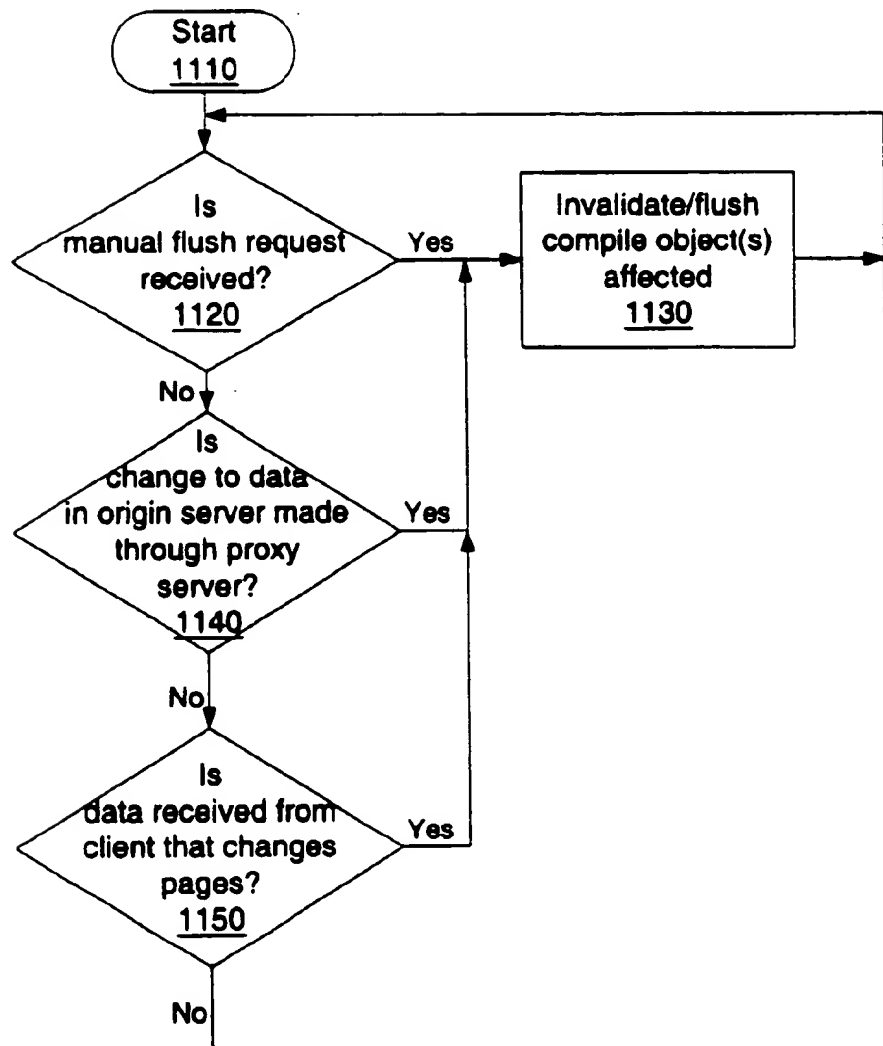 Start
1110
Is
manual flush request
received?
1120
Yes
Invalidate/flush
compile object(s)
affected
1130
No
Is
change to data
in origin server made
through proxy
server?
1140
Yes
No
Is
data received from
client that changes
pages?
1150
Yes
No